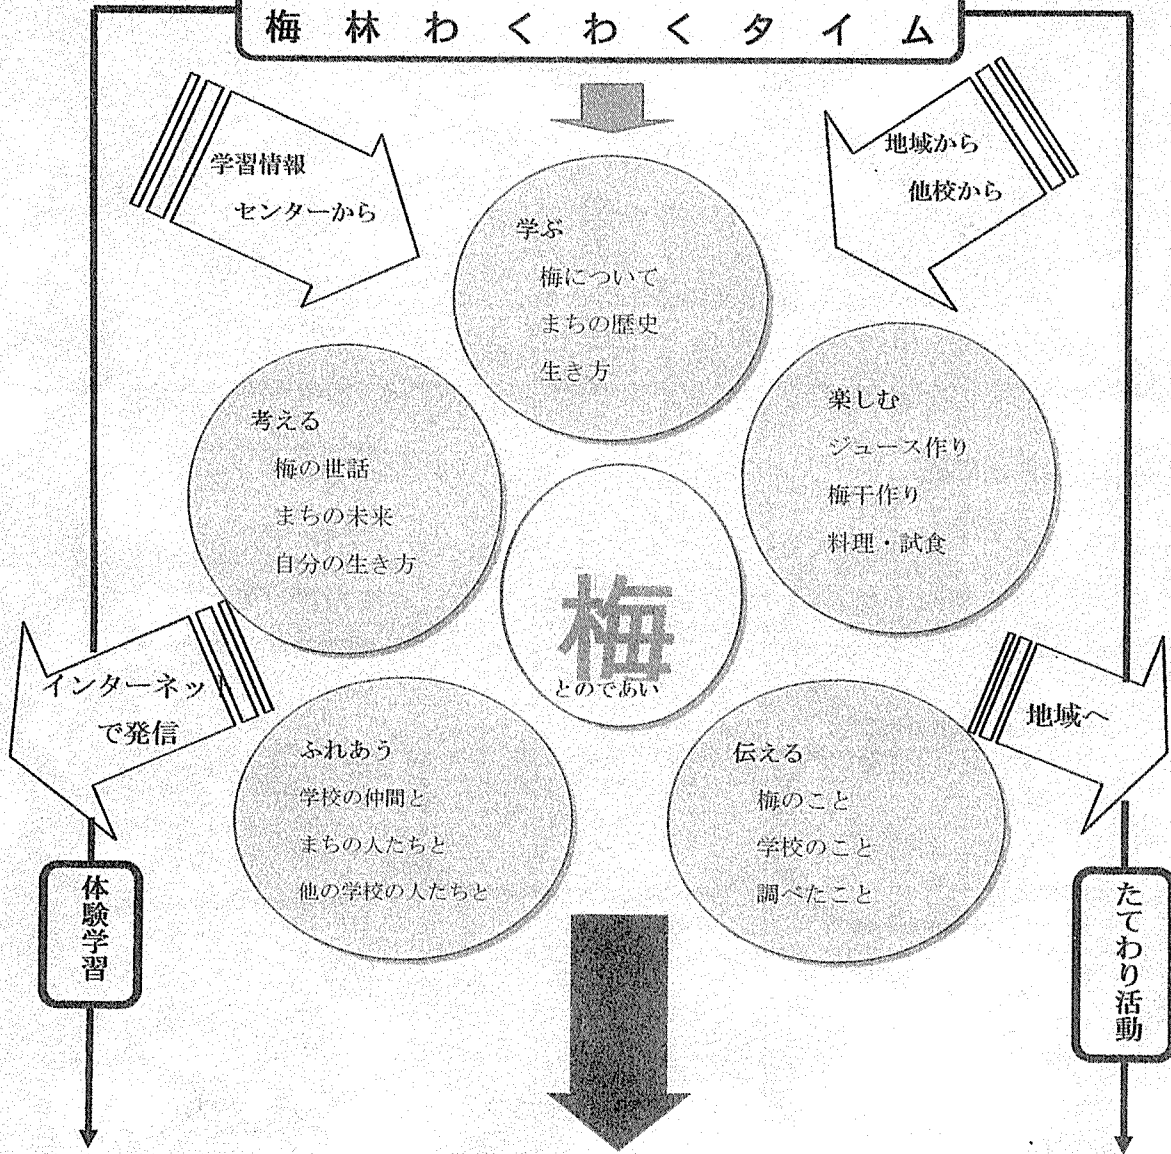 梅林わくわくタイム
学習情報
センターから
地域から
他校から
学ぶ
梅について
まちの歴史
生き方
考える
梅の世話
まちの未来
自分の生き方
楽しむ
ジュース作り
梅干作り
料理・試食
梅
とのであい
インターネット
で発信
地域へ
ふれあう
学校の仲間と
まちの人たちと
他の学校の人たちと
伝える
梅のこと
学校のこと
調べたこと
体験学習
たてわり活動